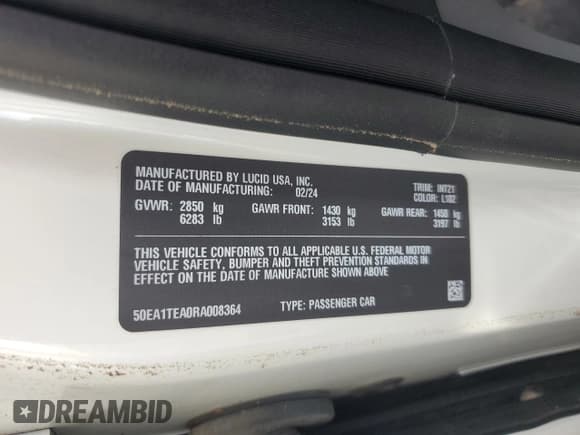 MANUFACTURED BY LUCID USA, INC.
DATE OF MANUFACTURING: 02/24
TRIM: INT21
COLOR: L102
GVWR: 2850 kg GAWR FRONT: 1430 kg GAWR REAR: 1450 kg
6283 lb 3153 lb 3197 lb
THIS VEHICLE CONFORMS TO ALL APPLICABLE U.S. FEDERAL MOTOR
VEHICLE SAFETY, BUMPER AND THEFT PREVENTION STANDARDS IN
EFFECT ON THE DATE OF MANUFACTURE SHOWN ABOVE
50EA1TEA0RA008364 TYPE: PASSENGER CAR
DREAMBID